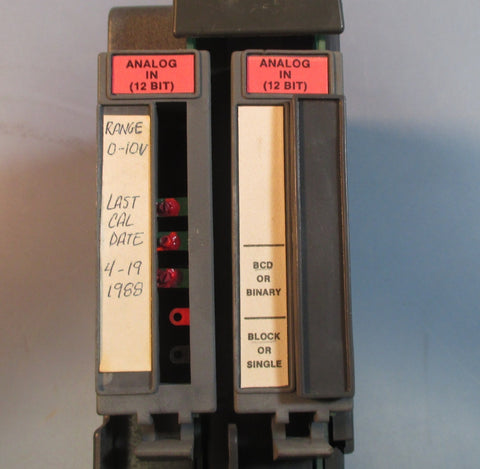 ANALOG
IN
(12 BIT)
RANGE
0-10V
LAST
CAL
DATE
4-19
1988
ANALOG
IN
(12 BIT)
BCD
OR
BINARY
BLOCK
OR
SINGLE